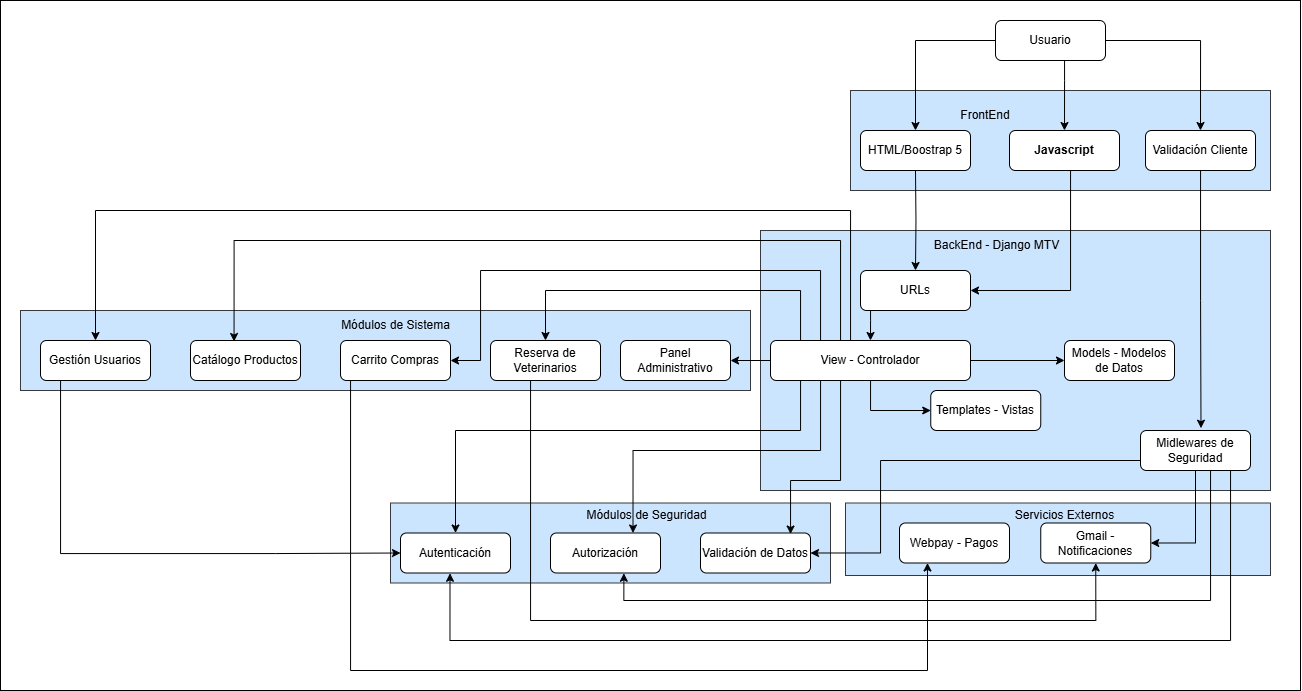 Usuario
FrontEnd
HTML/Boostrap 5
Javascript
Validación Cliente
BackEnd - Django MTV
URLs
Módulos de Sistema
Gestión Usuarios
Catálogo Productos
Carrito Compras
Reserva de
Veterinarios
Panel
Administrativo
View - Controlador
Models - Modelos
de Datos
Templates - Vistas
Midlewares de
Seguridad
Módulos de Seguridad
Autenticación
Autorización
Validación de Datos
Servicios Externos
Webpay - Pagos
Gmail -
Notificaciones